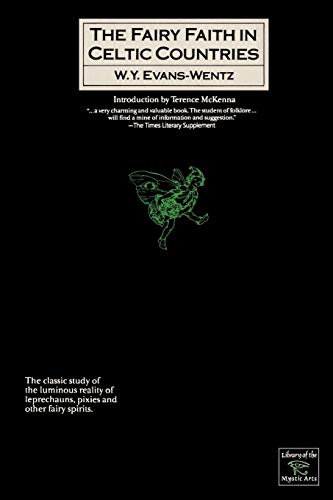 THE FAIRY FAITH IN
CELTIC COUNTRIES
W.Y. EVANS-WENTZ
Introduction by Terence McKenna
"...a very charming and valuable book. The student of folklore...
will find a mine of information and suggestion."
—The Times Literary Supplement
The classic study of
the luminous reality of
leprechauns, pixies and
other fairy spirits.
Library of the
Mystic Arts